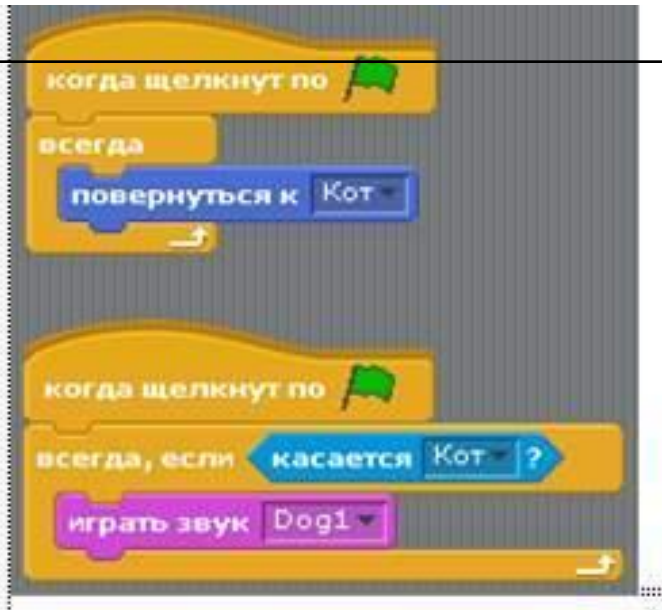 когда щелкнут по
всегда
повернуться к Кот
когда щелкнут по
всегда, если касается Кот ?
играть звук Dog1